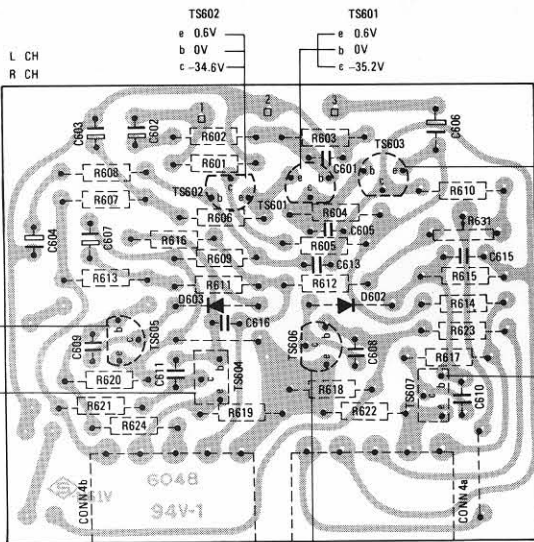 TS602
e 0.6V
b 0V
c -34.6V
TS601
e 0.6V
b 0V
c -35.2V
L CH
R CH
1
2
3
C603
C602
R602
R603
TS603
C606
R601
C601
R608
TS602
c
b
e
e
b
c
TS601
b
e
c
R610
R607
R606
R604
C605
R631
C604
C607
R616
R605
R609
C613
C615
R613
R611
R612
R615
D603
D602
R614
C616
R623
TS605
b
c
e
TS606
b
c
e
C609
C608
R617
R620
C611
TS604
b
c
e
R618
TS607
b
c
e
C610
R621
R619
R622
R624
CONN 4b
6048
51V
94V-1
CONN 4a